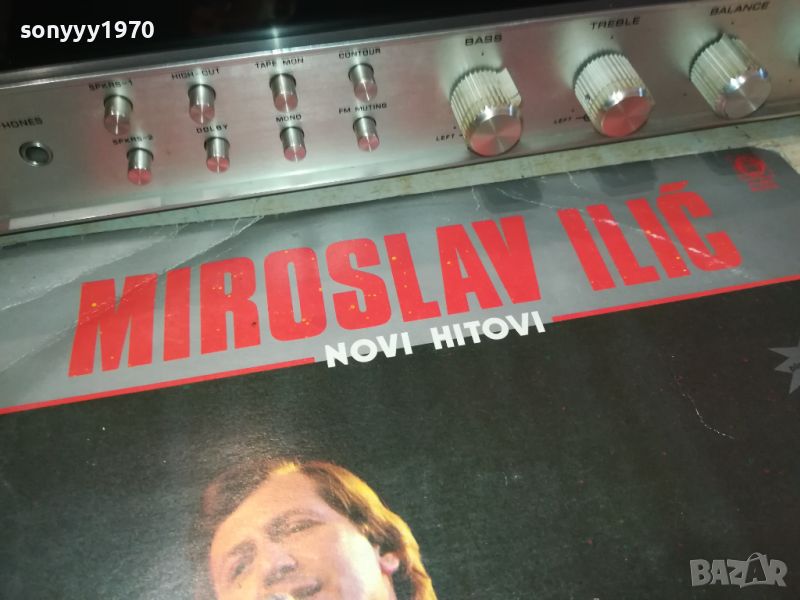 sonyyy1970
BASS TREBLE BALANCE
SPKRS-1 HIGH-CUT TAPE MON CONTOUR
HONES
SPKRS-2 DOLBY MONO FM MUTING
LEFT LEFT
MIROSLAV ILIČ
NOVI HITOVI
BAZAR